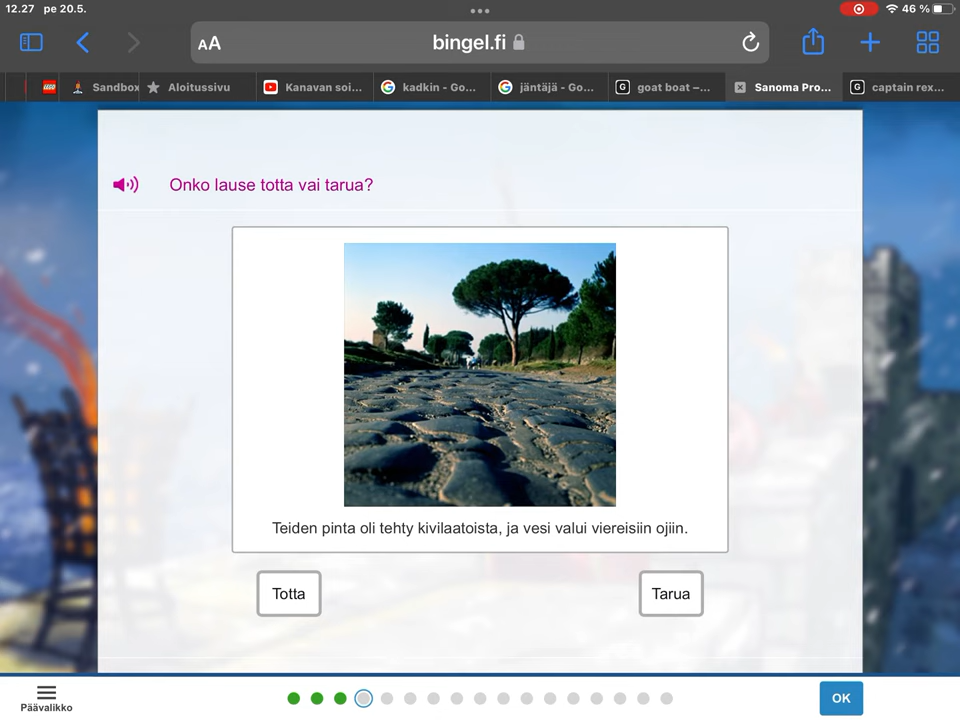 12.27 pe 20.5.
46 %
AA
bingel.fi
LEGO
Sandbox
Aloitussivu
Kanavan soi...
kadkin - Go...
jäntäjä - Go...
goat boat –...
Sanoma Pro...
captain rex...
Onko lause totta vai tarua?
Teiden pinta oli tehty kivilaatoista, ja vesi valui viereisiin ojiin.
Totta
Tarua
Päävalikko
OK